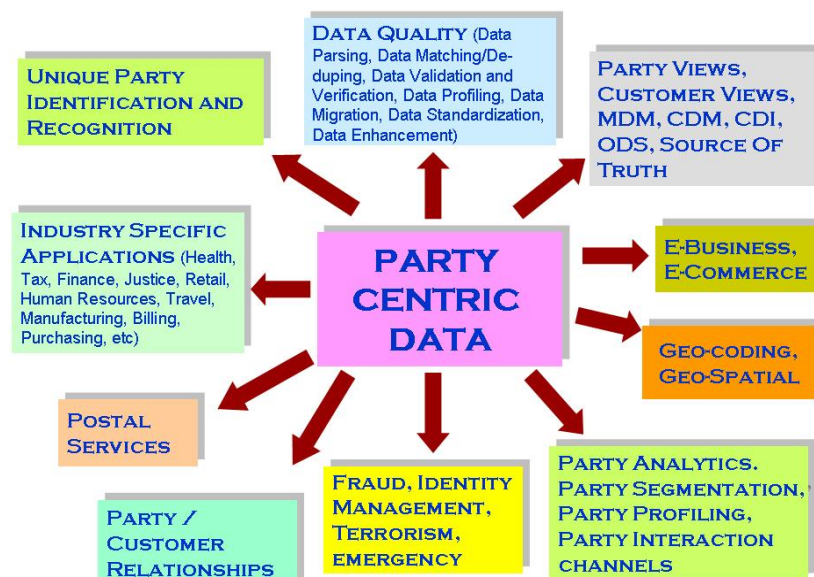 UNIQUE PARTY
IDENTIFICATION AND
RECOGNITION
DATA QUALITY (Data
Parsing, Data Matching/De-
duping, Data Validation and
Verification, Data Profiling, Data
Migration, Data Standardization,
Data Enhancement)
PARTY VIEWS,
CUSTOMER VIEWS,
MDM, CDM, CDI,
ODS, SOURCE OF
TRUTH
INDUSTRY SPECIFIC
APPLICATIONS (Health,
Tax, Finance, Justice, Retail,
Human Resources, Travel,
Manufacturing, Billing,
Purchasing, etc)
PARTY
CENTRIC
DATA
E-BUSINESS,
E-COMMERCE
GEO-CODING,
GEO-SPATIAL
POSTAL
SERVICES
PARTY /
CUSTOMER
RELATIONSHIPS
FRAUD, IDENTITY
MANAGEMENT,
TERRORISM,
EMERGENCY
PARTY ANALYTICS.
PARTY SEGMENTATION,
PARTY PROFILING,
PARTY INTERACTION
CHANNELS